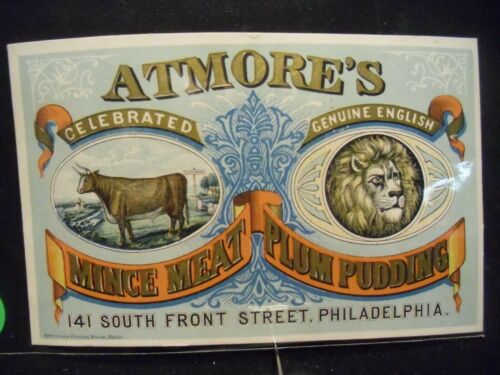 ATMORE'S
CELEBRATED
GENUINE ENGLISH
MINCE MEAT
PLUM PUDDING
141 SOUTH FRONT STREET, PHILADELPHIA.